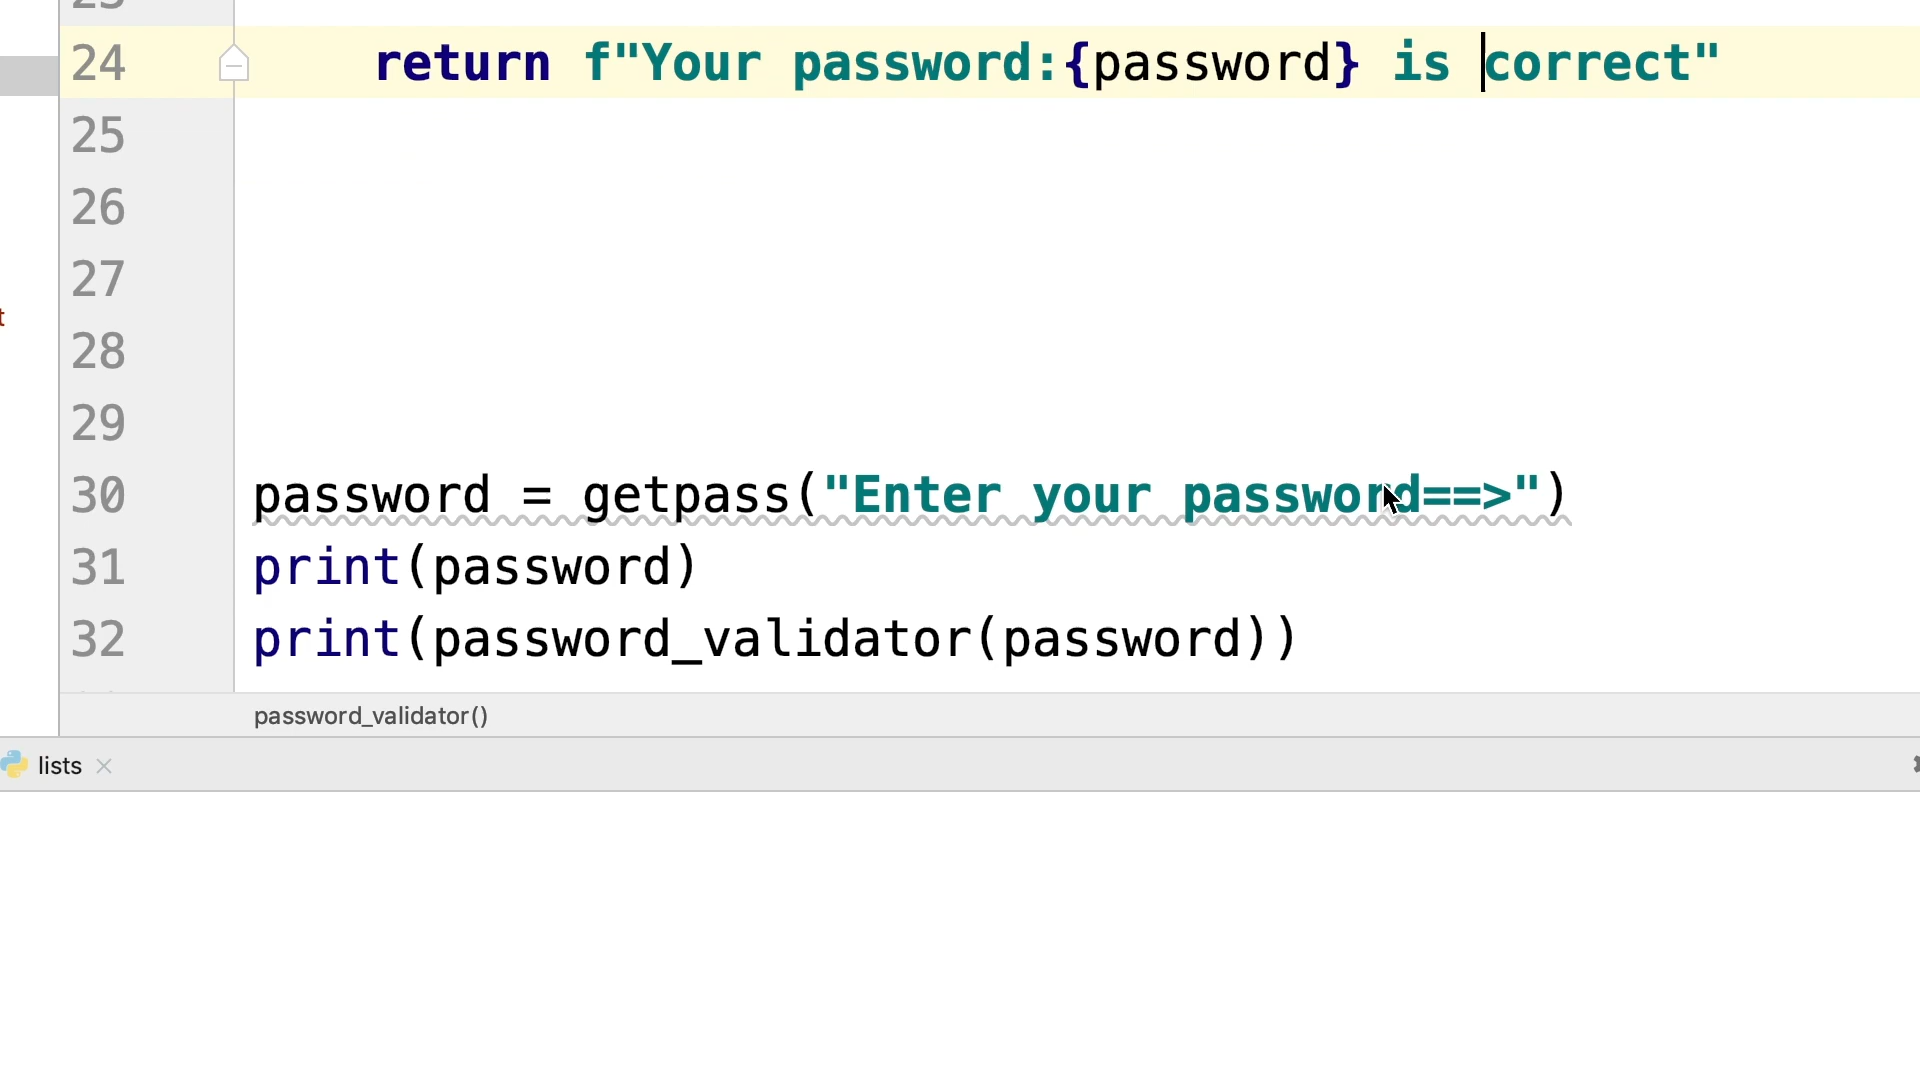 24 return f"Your password:{password} is correct"
25
26
27
28
29
30 password = getpass("Enter your password==>")
31 print(password)
32 print(password_validator(password))
password_validator()
lists